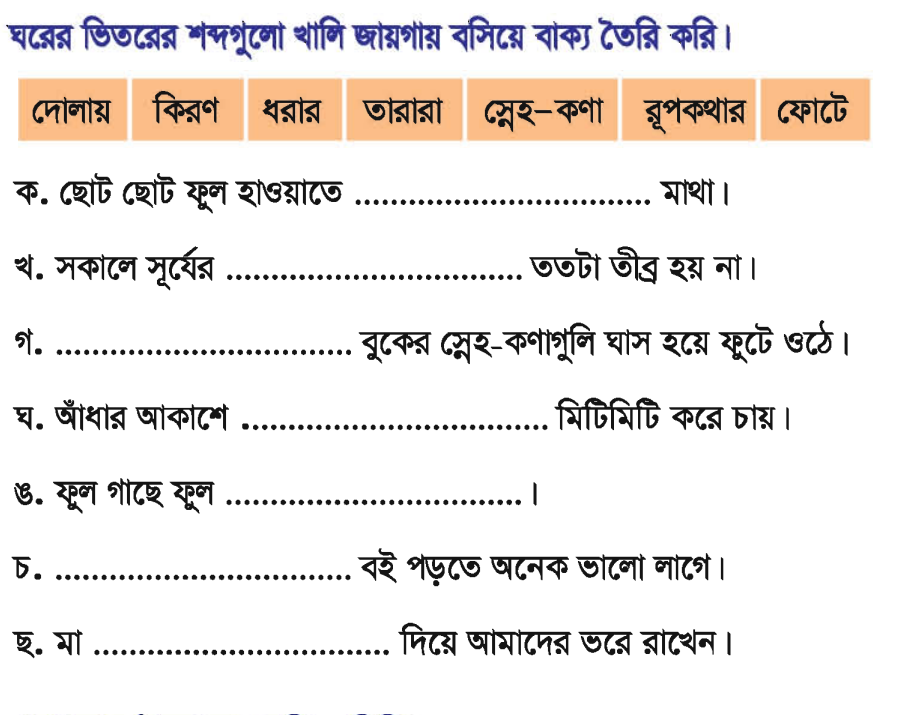 ঘরের ভিতরের শব্দগুলো খালি জায়গায় বসিয়ে বাক্য তৈরি করি।
দোলায় কিরণ ধরার তারারা স্নেহ-কণা রূপকথার ফোটে
ক. ছোট ছোট ফুল হাওয়াতে ................................. মাথা।
খ. সকালে সূর্যের ................................. ততটা তীব্র হয় না।
গ. ................................. বুকের স্নেহ-কণাগুলি ঘাস হয়ে ফুটে ওঠে।
ঘ. আঁধার আকাশে ................................. মিটিমিটি করে চায়।
ঙ. ফুল গাছে ফুল ................................. ।
চ. ................................. বই পড়তে অনেক ভালো লাগে।
ছ. মা ................................. দিয়ে আমাদের ভরে রাখেন।